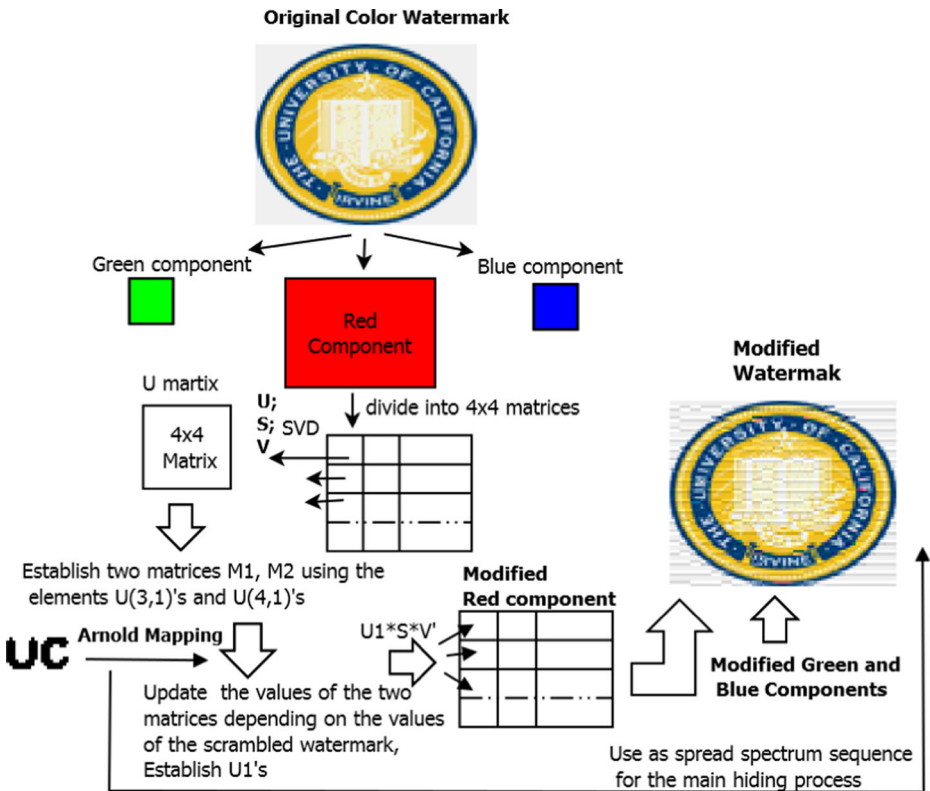 Original Color Watermark
THE · UNIVERSITY · OF · CALIFORNIA ·
IRVINE
Green component
Blue component
Red
Component
U martix
4x4
Matrix
U;
S; SVD
V
divide into 4x4 matrices
Modified
Watermak
THE · UNIVERSITY · OF · CALIFORNIA ·
IRVINE
Establish two matrices M1, M2 using the
elements U(3,1)'s and U(4,1)'s
Modified
Red component
UC
Arnold Mapping
U1*S*V'
Modified Green and
Blue Components
Update the values of the two
matrices depending on the values
of the scrambled watermark,
Establish U1's
Use as spread spectrum sequence
for the main hiding process